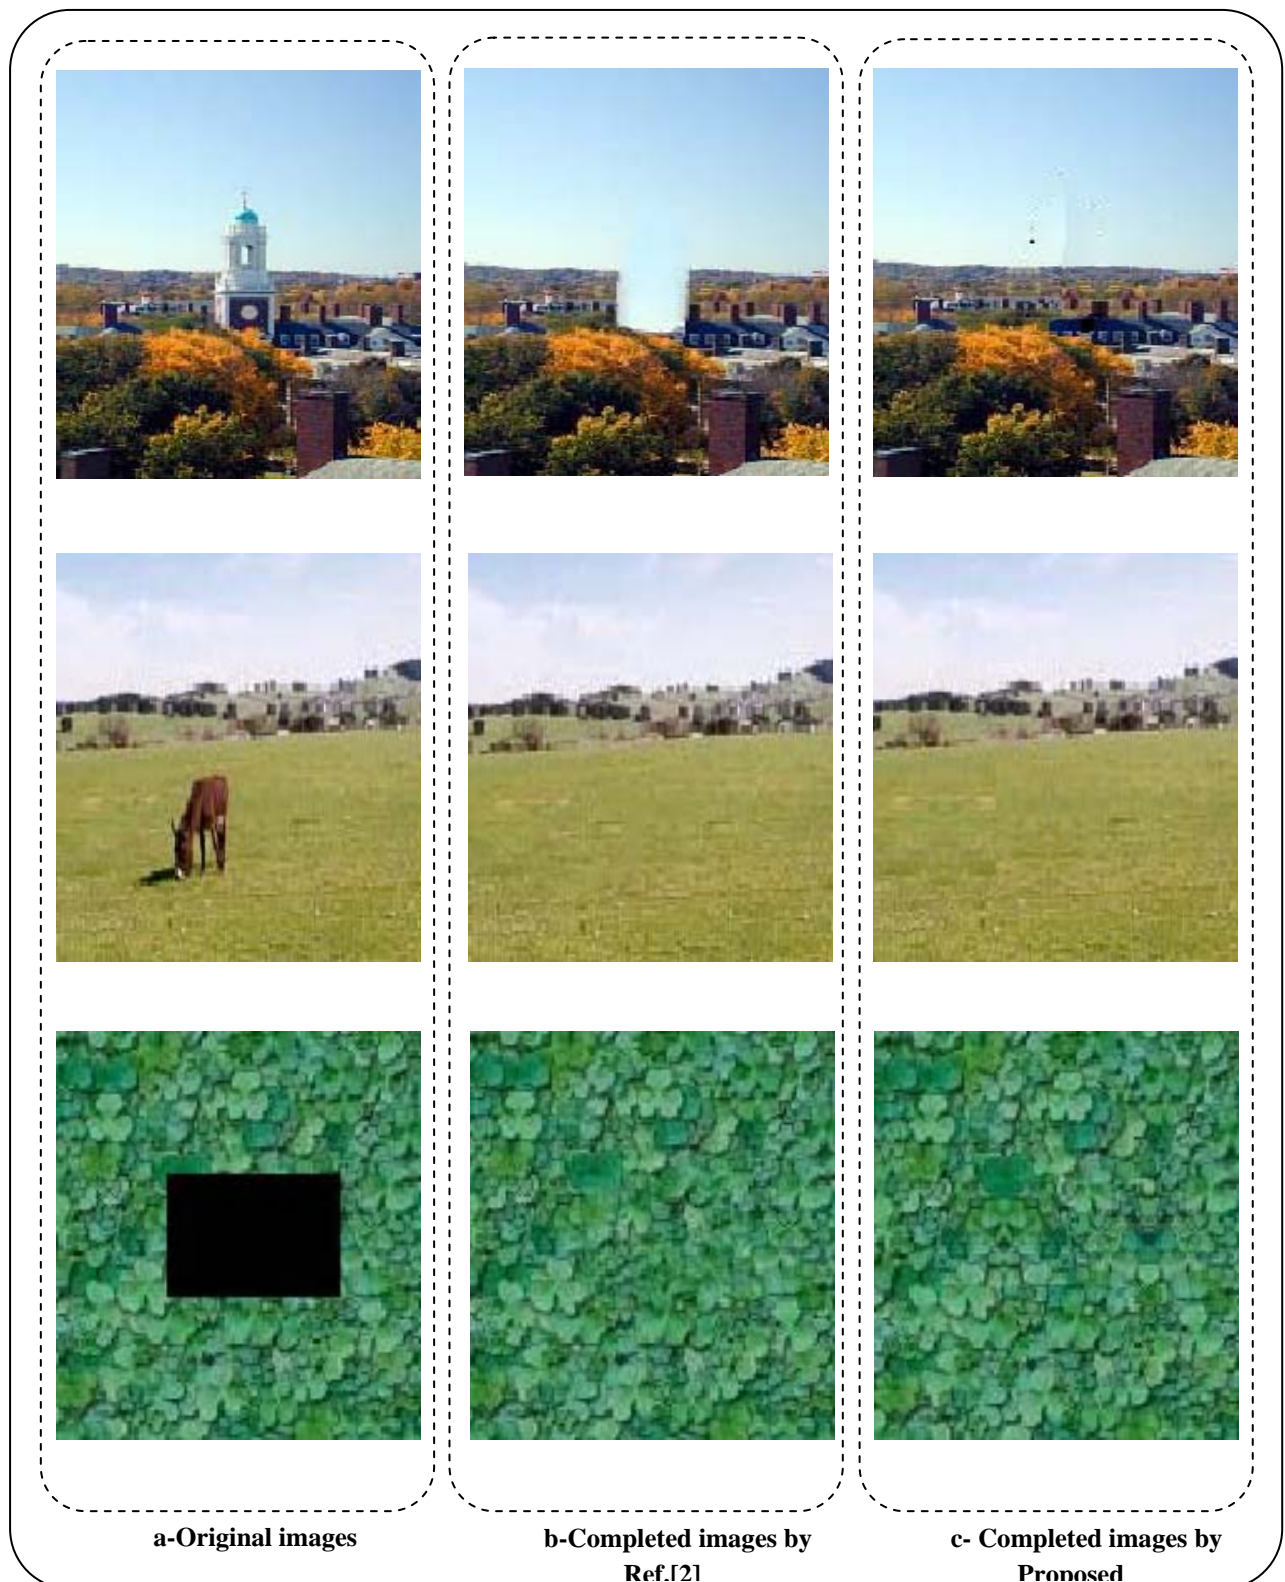 a-Original images
b-Completed images by
Ref.[2]
c- Completed images by
Proposed